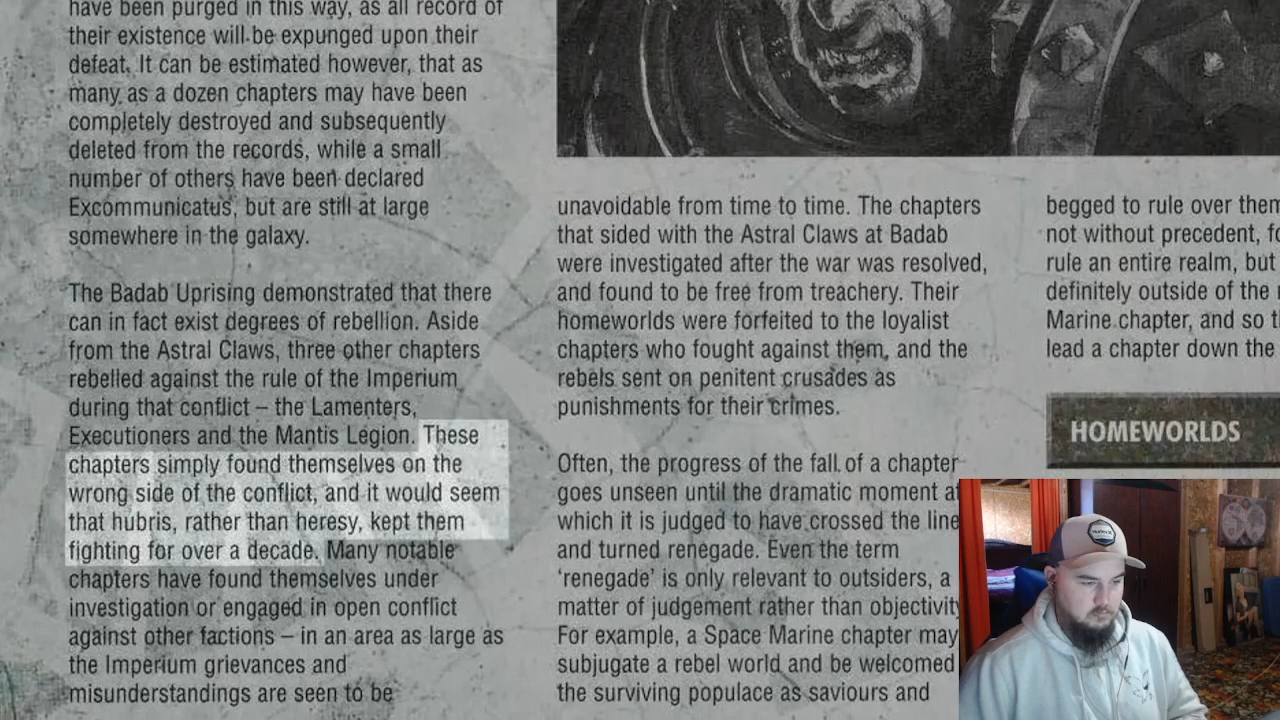 have been purged in this way, as all record of
their existence will be expunged upon their
defeat. It can be estimated however, that as
many as a dozen chapters may have been
completely destroyed and subsequently
deleted from the records, while a small
number of others have been declared
Excommunicatus, but are still at large
somewhere in the galaxy.
The Badab Uprising demonstrated that there
can in fact exist degrees of rebellion. Aside
from the Astral Claws, three other chapters
rebelled against the rule of the Imperium
during that conflict – the Lamenters,
Executioners and the Mantis Legion. These
chapters simply found themselves on the
wrong side of the conflict, and it would seem
that hubris, rather than heresy, kept them
fighting for over a decade. Many notable
chapters have found themselves under
investigation or engaged in open conflict
against other factions – in an area as large as
the Imperium grievances and
misunderstandings are seen to be
unavoidable from time to time. The chapters
that sided with the Astral Claws at Badab
were investigated after the war was resolved,
and found to be free from treachery. Their
homeworlds were forfeited to the loyalist
chapters who fought against them, and the
rebels sent on penitent crusades as
punishments for their crimes.
Often, the progress of the fall of a chapter
goes unseen until the dramatic moment at
which it is judged to have crossed the line
and turned renegade. Even the term
‘renegade’ is only relevant to outsiders, a
matter of judgement rather than objectivity
For example, a Space Marine chapter may
subjugate a rebel world and be welcomed
the surviving populace as saviours and
begged to rule over them
not without precedent, fo
rule an entire realm, but
definitely outside of the
Marine chapter, and so th
lead a chapter down the
HOMEWORLDS